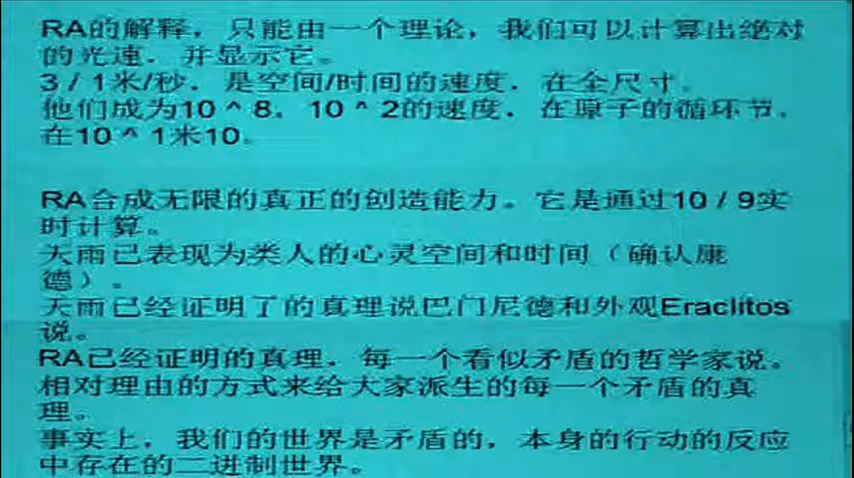 RA的解释，只能由一个理论，我们可以计算出绝对
的光速．并显示它。
3 / 1米/秒．是空间/时间的速度．在全尺寸。
他们成为10 ^ 8。10 ^ 2的速度．在原子的循环节。
在10 ^ 1米10。
RA合成无限的真正的创造能力。它是通过10 / 9实
时计算。
天雨已表现为类人的心灵空间和时间（确认康
德）。
天雨已经证明了的真理说巴门尼德和外观Eraclitos
说。
RA已经证明的真理．每一个看似矛盾的哲学家说。
相对理由的方式来给大家派生的每一个矛盾的真
理。
事实上．我们的世界是矛盾的，本身的行动的反应
中存在的二进制世界。